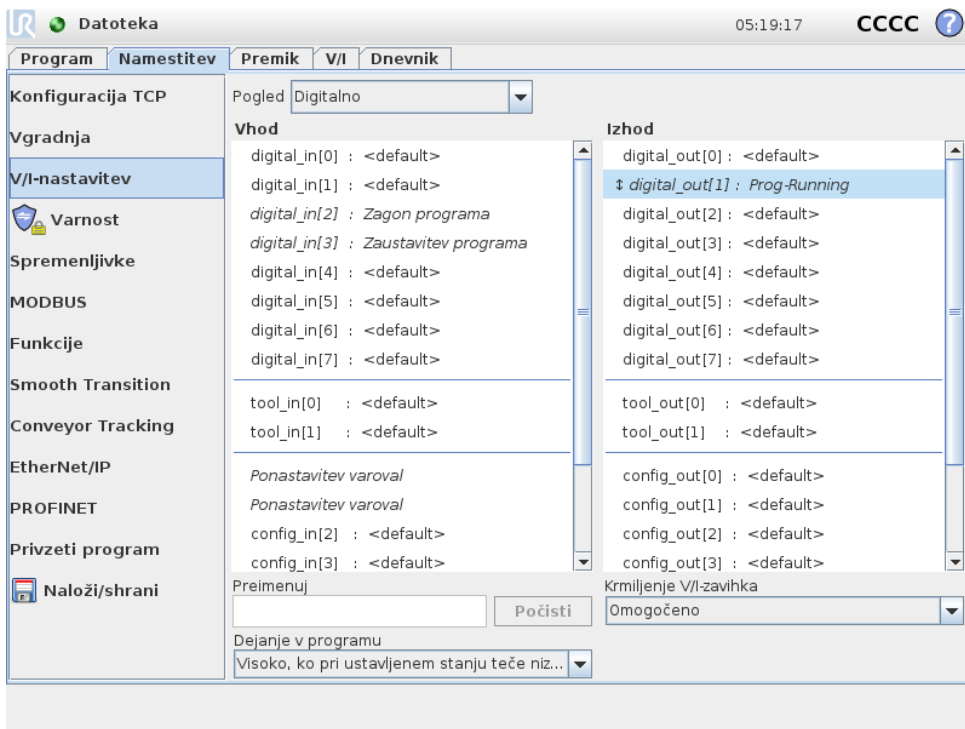 UR Datoteka 05:19:17 CCCC ?
Program Namestitev Premik V/I Dnevnik
Konfiguracija TCP
Vgradnja
V/I-nastavitev
Varnost
Spremenljivke
MODBUS
Funkcije
Smooth Transition
Conveyor Tracking
EtherNet/IP
PROFINET
Privzeti program
Naloži/shrani
Pogled Digitalno
Vhod
digital_in[0] : <default>
digital_in[1] : <default>
digital_in[2] : Zagon programa
digital_in[3] : Zaustavitev programa
digital_in[4] : <default>
digital_in[5] : <default>
digital_in[6] : <default>
digital_in[7] : <default>
tool_in[0] : <default>
tool_in[1] : <default>
Ponastavitev varoval
Ponastavitev varoval
config_in[2] : <default>
config_in[3] : <default>
Izhod
digital_out[0] : <default>
↕ digital_out[1] : Prog-Running
digital_out[2] : <default>
digital_out[3] : <default>
digital_out[4] : <default>
digital_out[5] : <default>
digital_out[6] : <default>
digital_out[7] : <default>
tool_out[0] : <default>
tool_out[1] : <default>
config_out[0] : <default>
config_out[1] : <default>
config_out[2] : <default>
config_out[3] : <default>
Preimenuj
Počisti
Dejanje v programu
Visoko, ko pri ustavljenem stanju teče niz...
Krmiljenje V/I-zavihka
Omogočeno